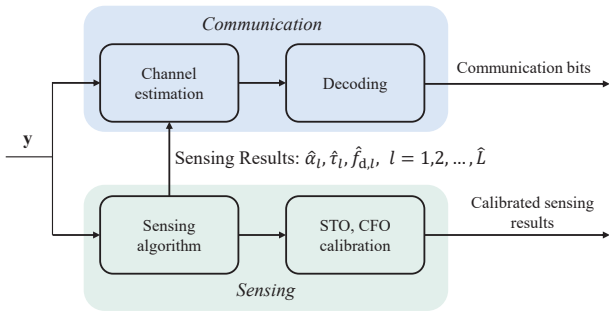 Communication
Channel
estimation
Decoding
Communication bits
y
Sensing Results: α̂_l, τ̂_l, f̂_{d,l}, l = 1,2, ..., L̂
Sensing
algorithm
STO, CFO
calibration
Calibrated sensing
results
Sensing